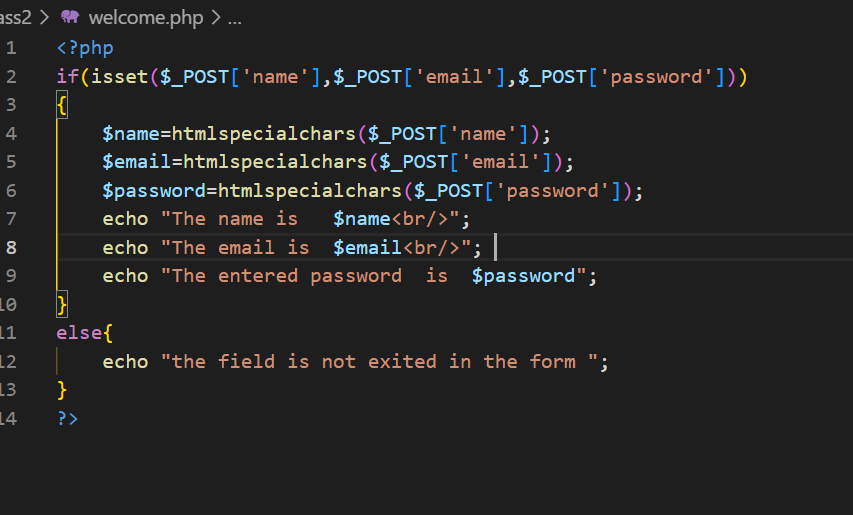 ass2 > welcome.php > ...
1 <?php
2 if(isset($_POST['name'],$_POST['email'],$_POST['password']))
3 {
4     $name=htmlspecialchars($_POST['name']);
5     $email=htmlspecialchars($_POST['email']);
6     $password=htmlspecialchars($_POST['password']);
7     echo "The name is   $name<br/>";
8     echo "The email is  $email<br/>";
9     echo "The entered password  is  $password";
10 }
11 else{
12     echo "the field is not exited in the form ";
13 }
14 ?>